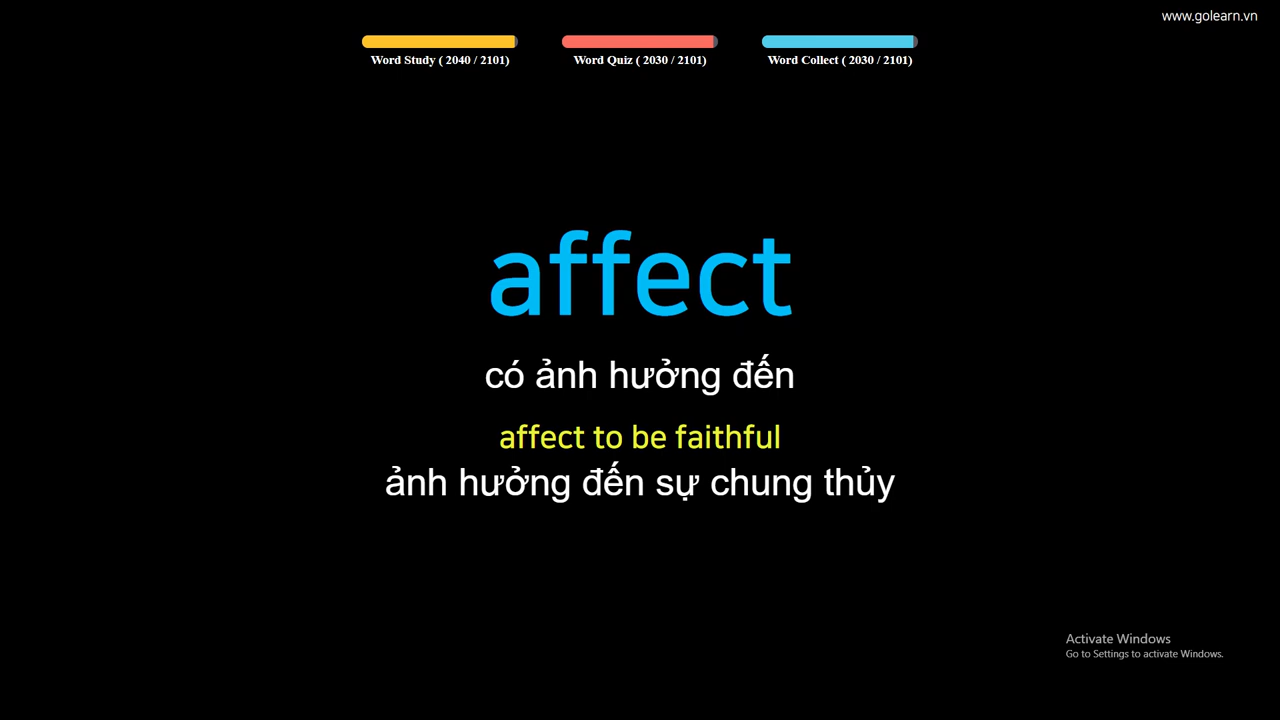 www.golearn.vn
Word Study ( 2040 / 2101) Word Quiz ( 2030 / 2101) Word Collect ( 2030 / 2101)
affect
có ảnh hưởng đến
affect to be faithful
ảnh hưởng đến sự chung thủy
Activate Windows
Go to Settings to activate Windows.